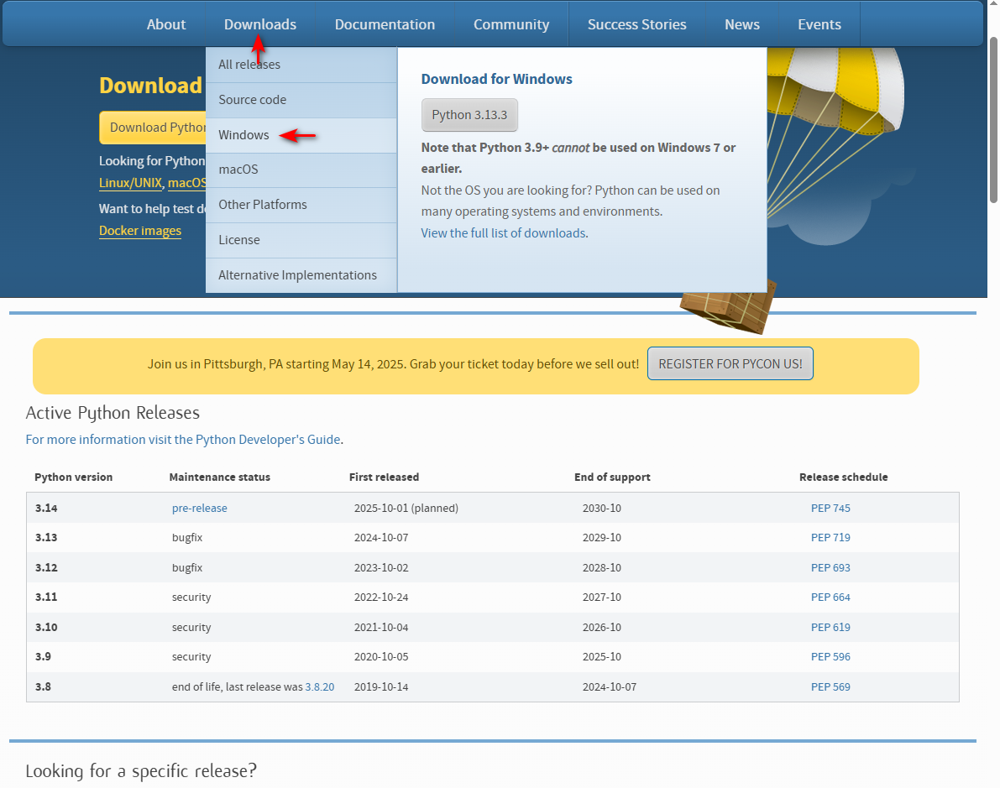 About Downloads Documentation Community Success Stories News Events
Download
Download Python
Looking for Python
Linux/UNIX, macOS
Want to help test de
Docker images
All releases
Source code
Windows
macOS
Other Platforms
License
Alternative Implementations
Download for Windows
Python 3.13.3
Note that Python 3.9+ cannot be used on Windows 7 or
earlier.
Not the OS you are looking for? Python can be used on
many operating systems and environments.
View the full list of downloads.
Join us in Pittsburgh, PA starting May 14, 2025. Grab your ticket today before we sell out! REGISTER FOR PYCON US!
Active Python Releases
For more information visit the Python Developer's Guide.
Python version Maintenance status First released End of support Release schedule
3.14 pre-release 2025-10-01 (planned) 2030-10 PEP 745
3.13 bugfix 2024-10-07 2029-10 PEP 719
3.12 bugfix 2023-10-02 2028-10 PEP 693
3.11 security 2022-10-24 2027-10 PEP 664
3.10 security 2021-10-04 2026-10 PEP 619
3.9 security 2020-10-05 2025-10 PEP 596
3.8 end of life, last release was 3.8.20 2019-10-14 2024-10-07 PEP 569
Looking for a specific release?